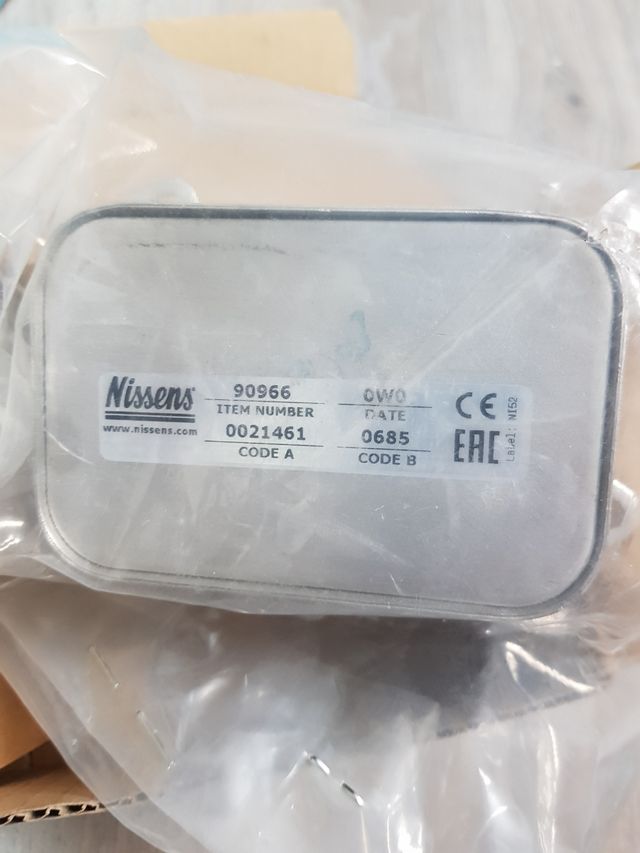 Nissens
www.nissens.com
90966
ITEM NUMBER
0021461
CODE A
0W0
DATE
0685
CODE B
CE
EAC
Label: NI52